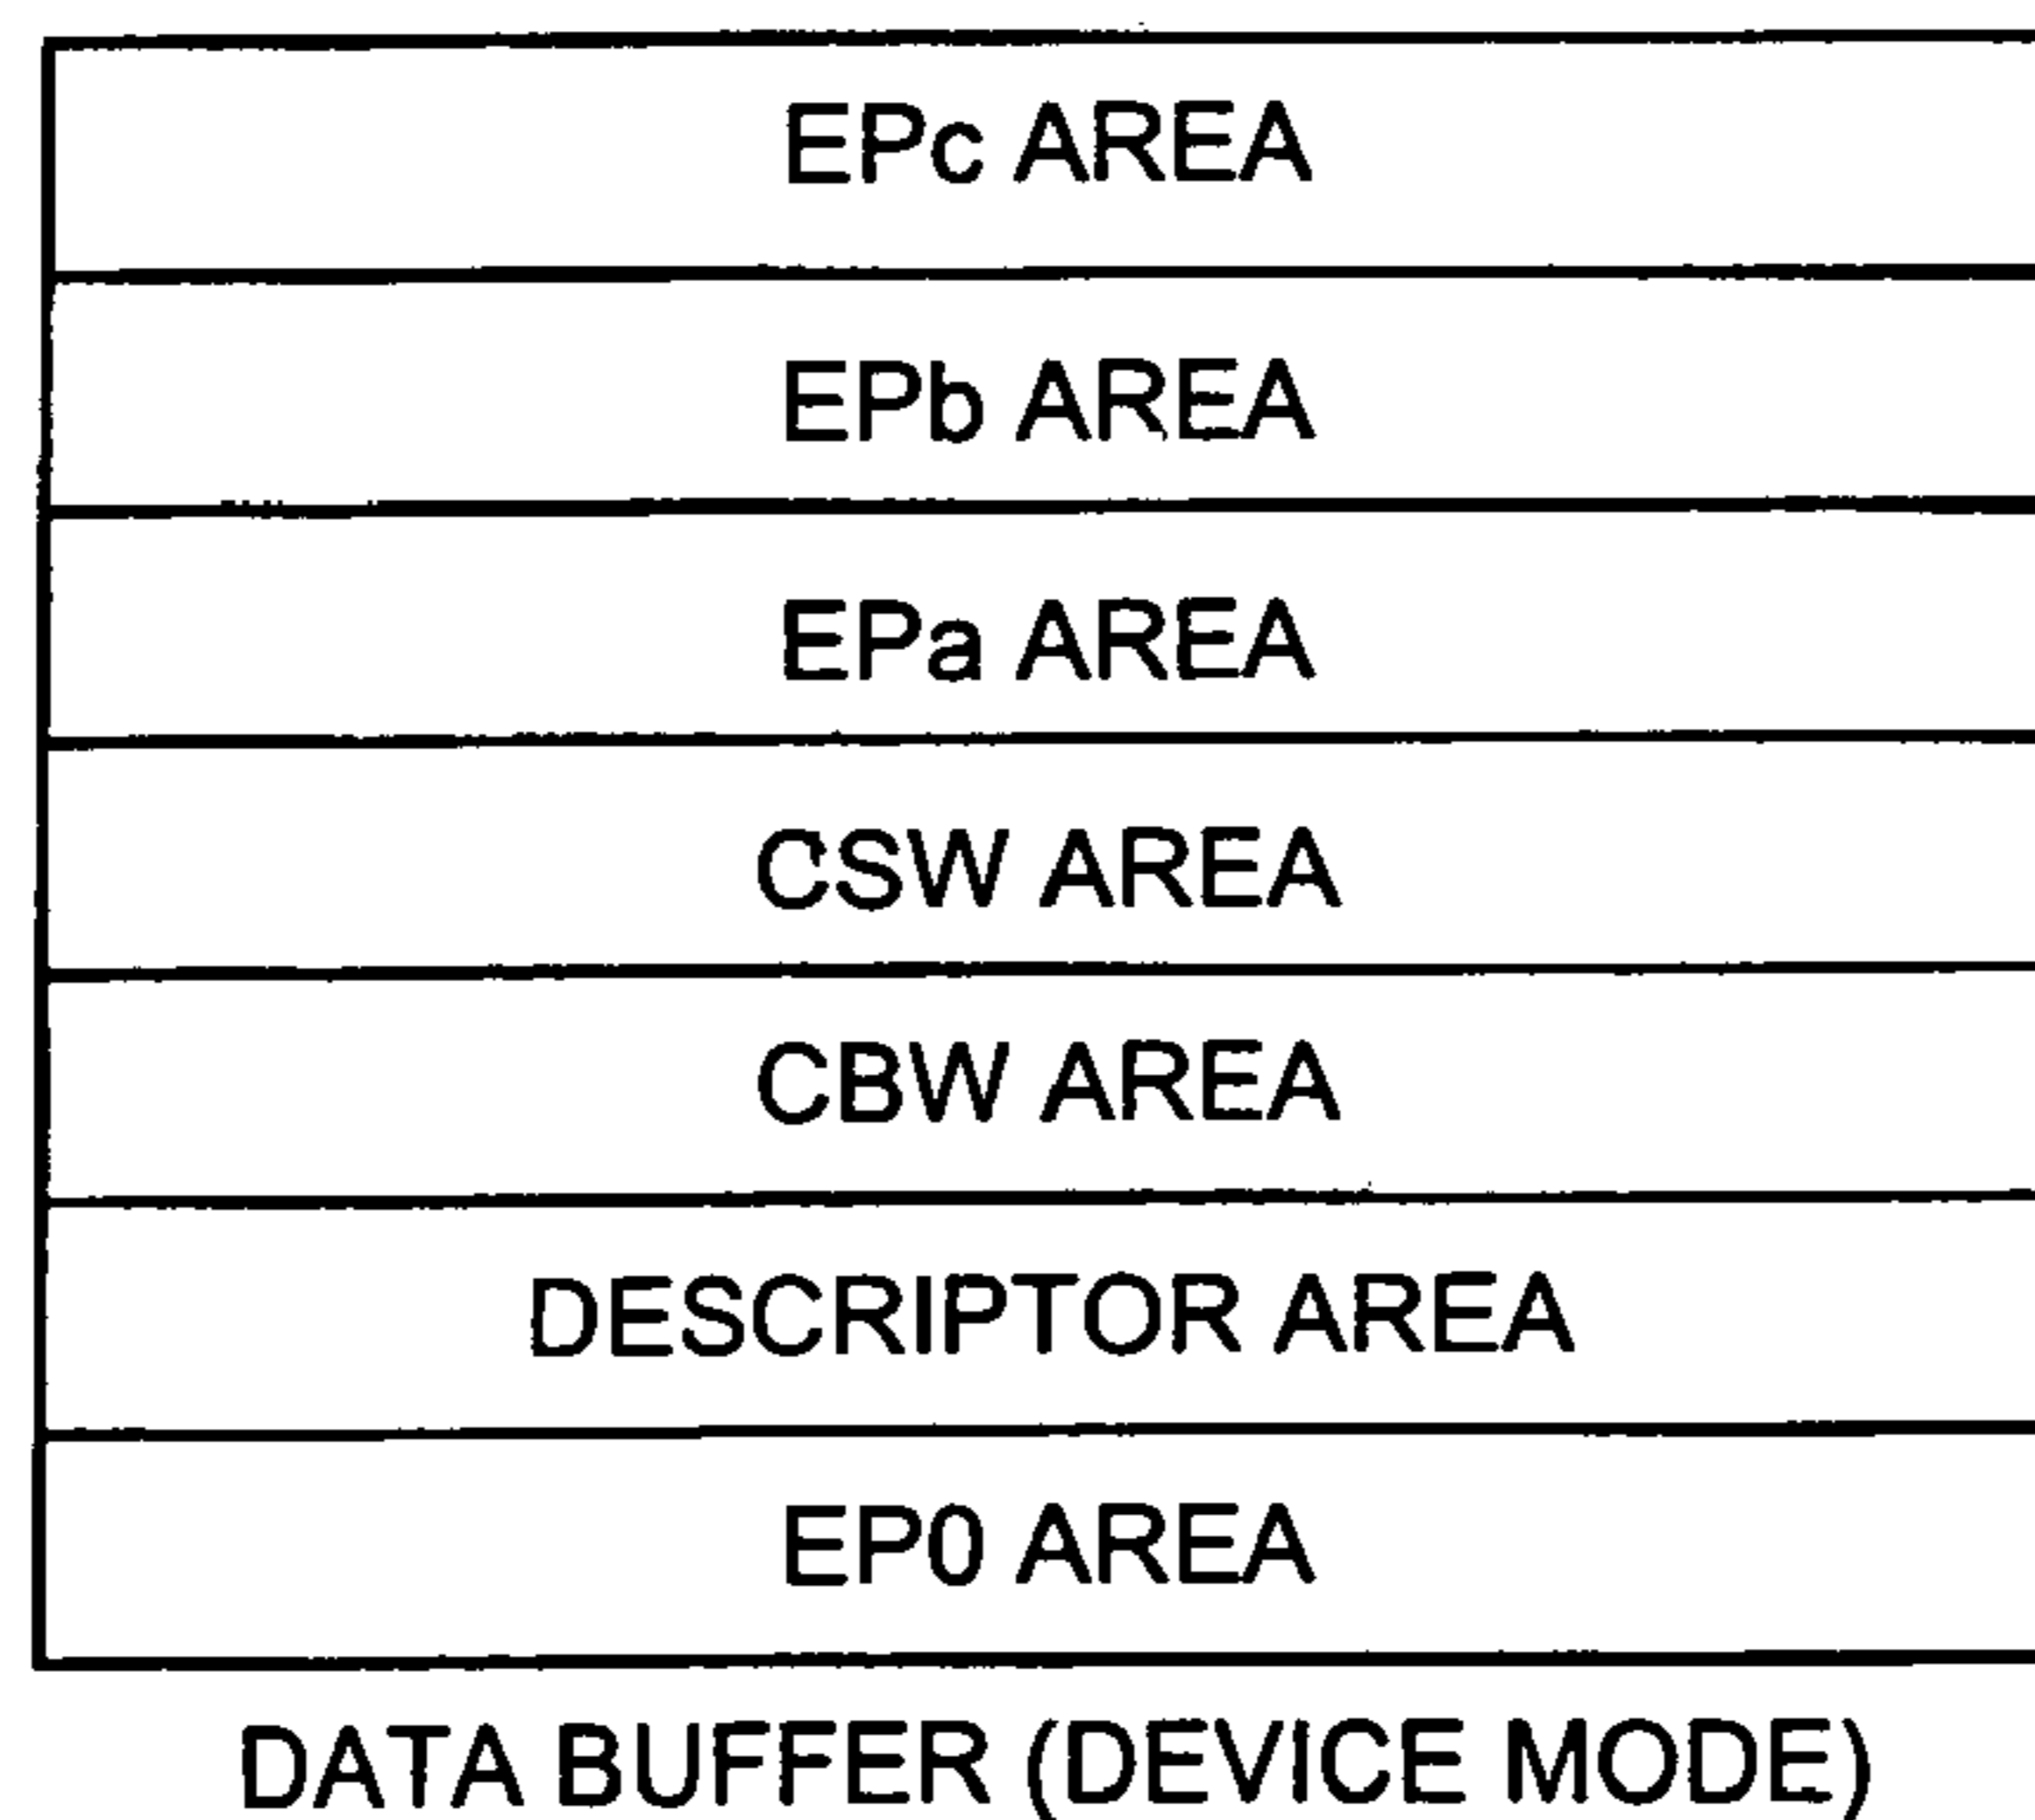 EPc AREA
EPb AREA
EPa AREA
CSW AREA
CBW AREA
DESCRIPTOR AREA
EP0 AREA
DATA BUFFER (DEVICE MODE)